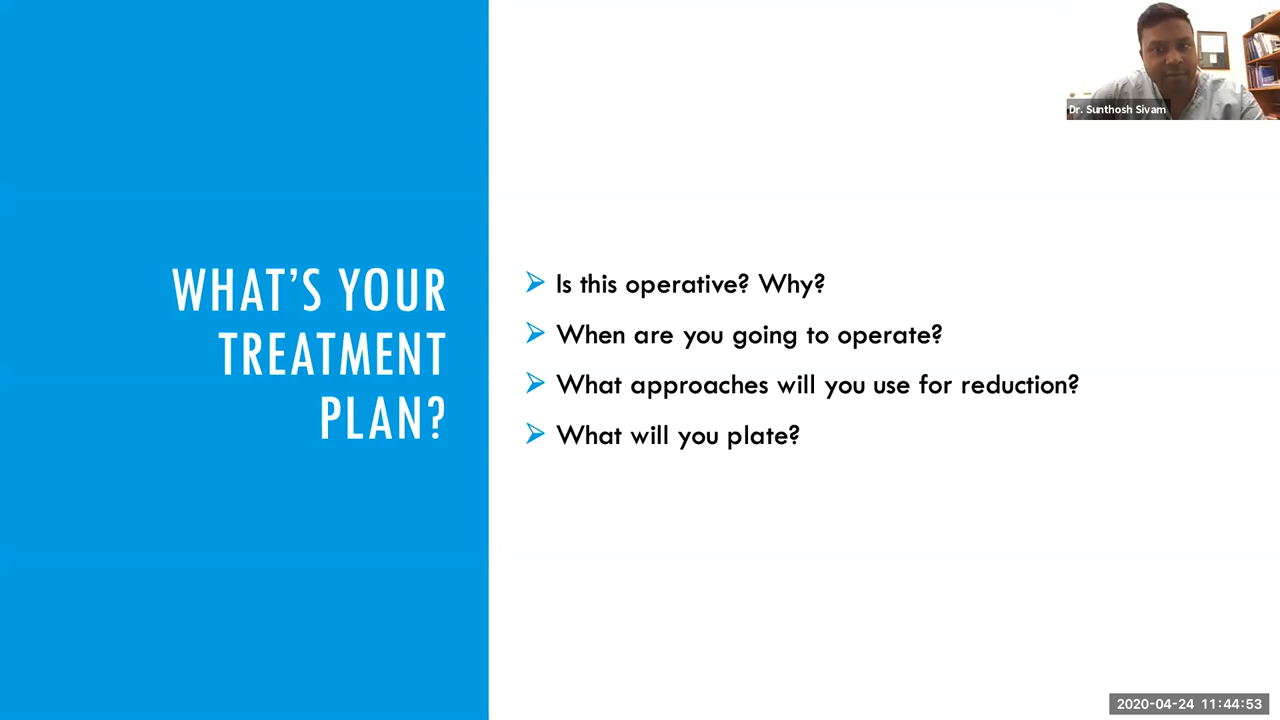 Dr. Sunthosh Sivam
WHAT'S YOUR
TREATMENT
PLAN?
Is this operative? Why?
When are you going to operate?
What approaches will you use for reduction?
What will you plate?
2020-04-24 11:44:53